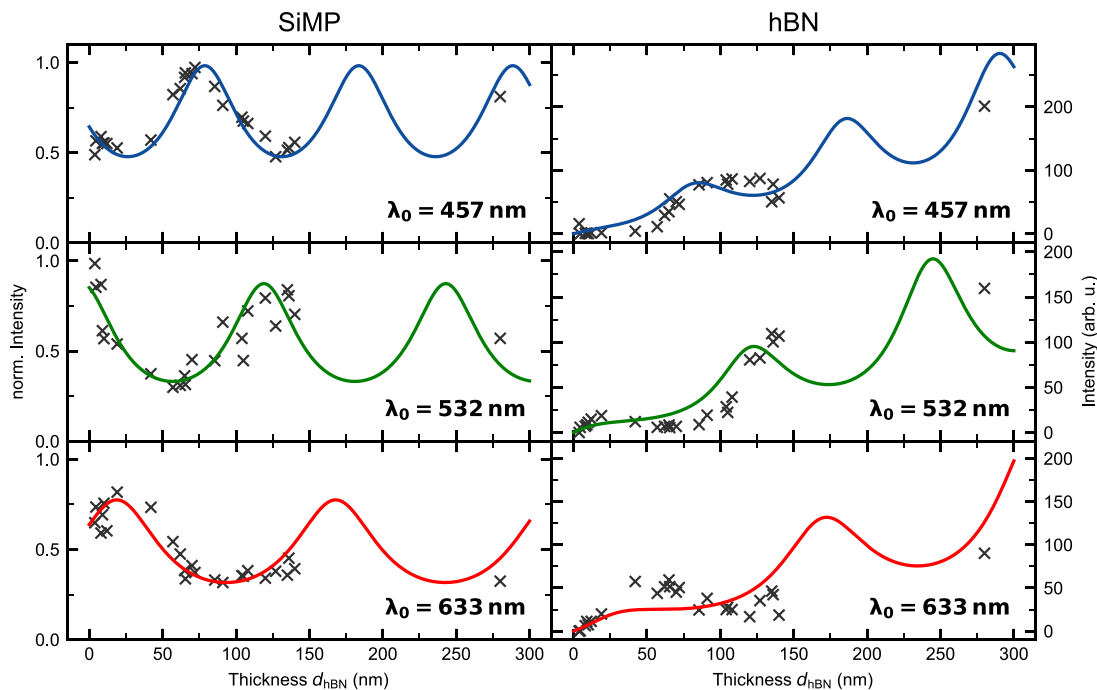 SiMP hBN
1.0
0.5
0.0
λ₀ = 457 nm
200
100
0
λ₀ = 457 nm
1.0
0.5
0.0
norm. Intensity
λ₀ = 532 nm
200
150
100
50
0
Intensity (arb. u.)
λ₀ = 532 nm
1.0
0.5
0.0
λ₀ = 633 nm
200
150
100
50
0
λ₀ = 633 nm
0 50 100 150 200 250 300
0 50 100 150 200 250 300
Thickness d_hBN (nm)
Thickness d_hBN (nm)